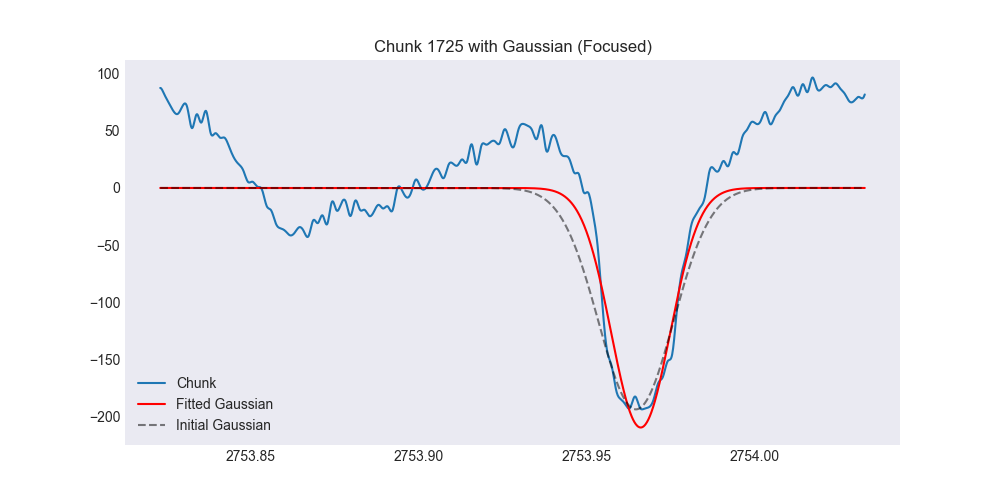 Chunk 1725 with Gaussian (Focused)
100
50
0
−50
−100
−150
−200
Chunk
Fitted Gaussian
Initial Gaussian
2753.85 2753.90 2753.95 2754.00